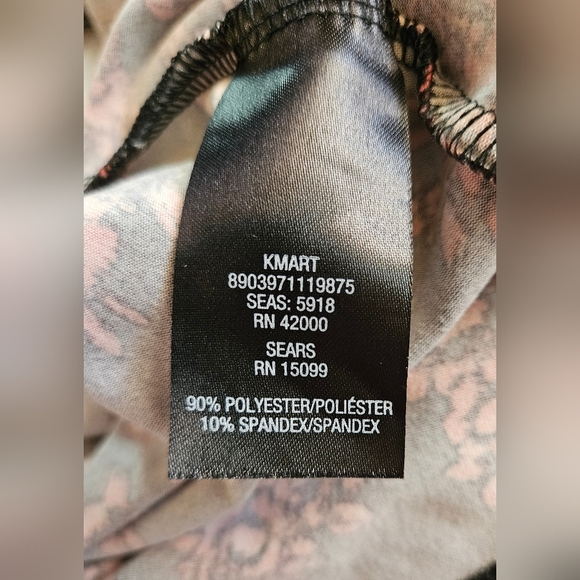 KMART
8903971119875
SEAS: 5918
RN 42000
SEARS
RN 15099
90% POLYESTER/POLIÉSTER
10% SPANDEX/SPANDEX